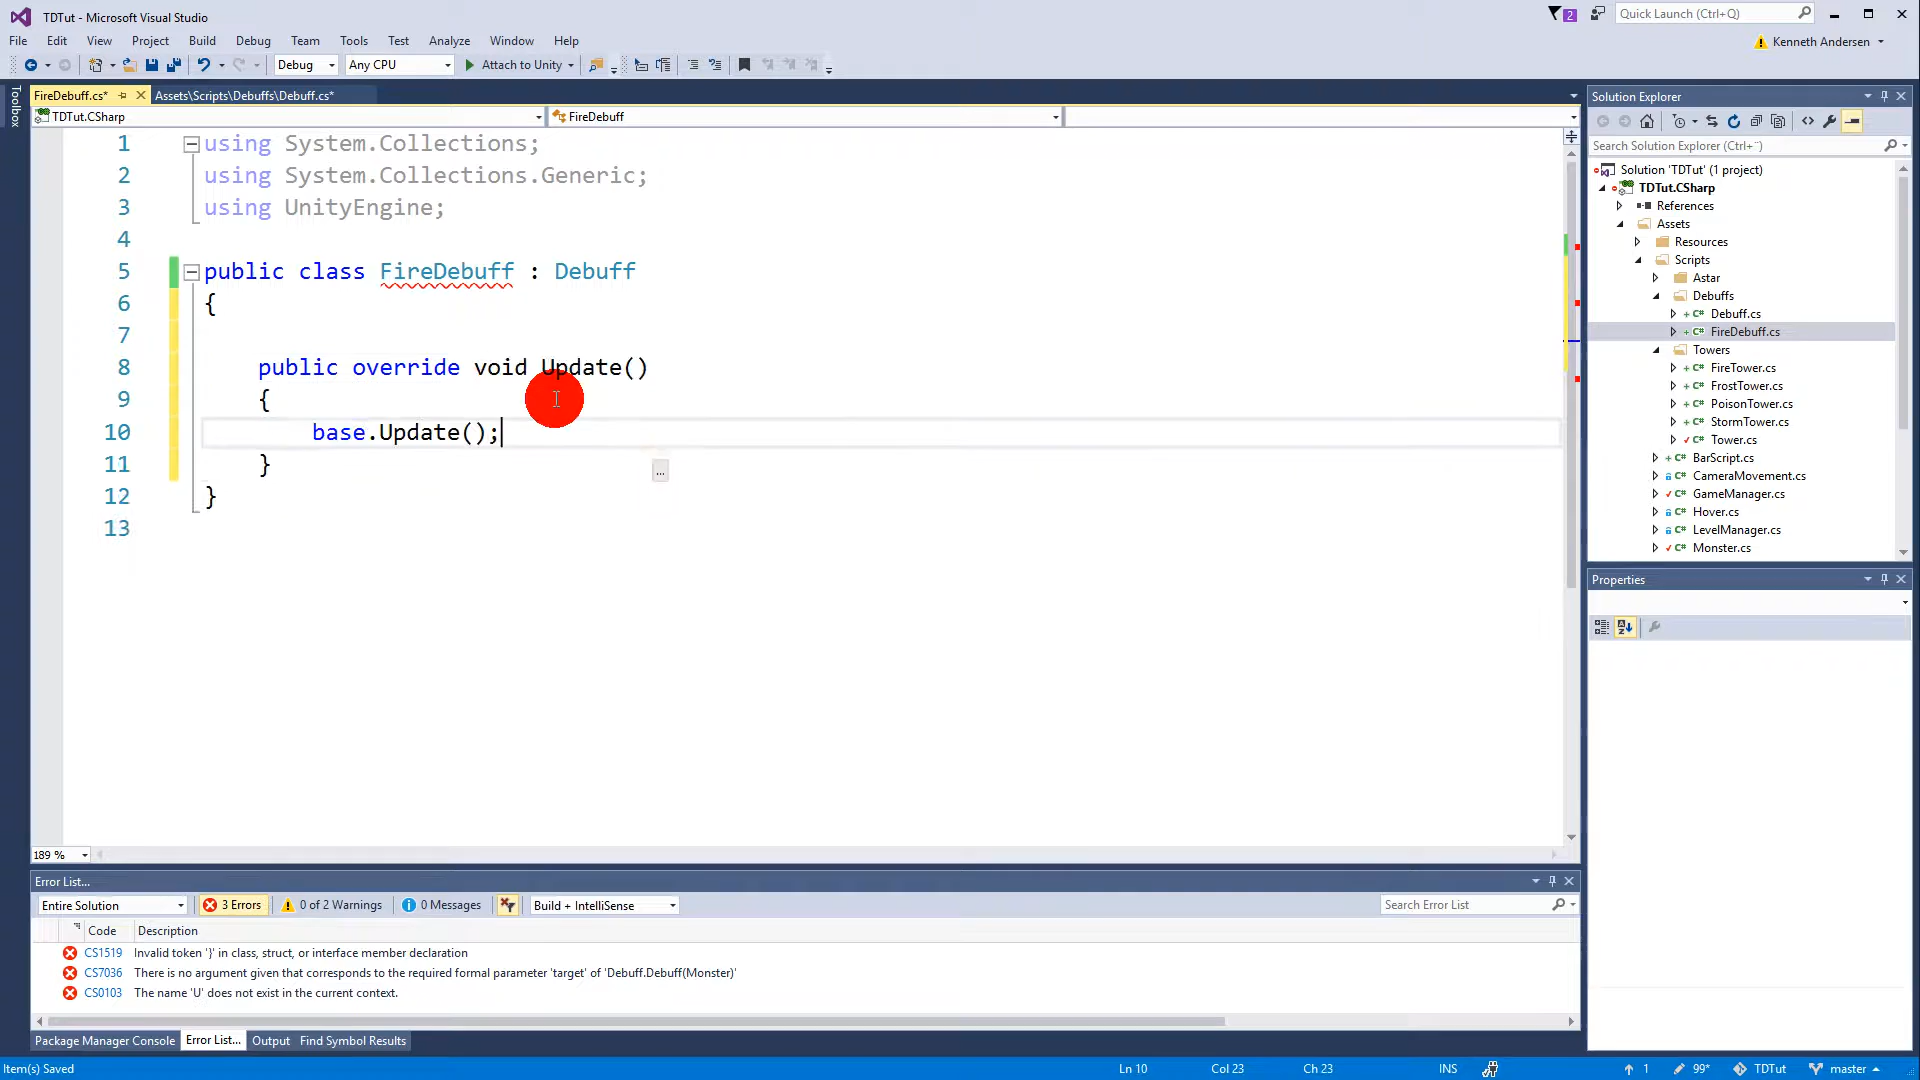 TDTut - Microsoft Visual Studio
2
Quick Launch (Ctrl+Q)
File Edit View Project Build Debug Team Tools Test Analyze Window Help
Kenneth Andersen
Debug Any CPU Attach to Unity
Toolbox
FireDebuff.cs* Assets\Scripts\Debuffs\Debuff.cs*
TDTut.CSharp FireDebuff
1 using System.Collections;
2 using System.Collections.Generic;
3 using UnityEngine;
4
5 public class FireDebuff : Debuff
6 {
7
8 public override void Update()
9 {
10 base.Update();
11 }
12 }
13
...
189 %
Solution Explorer
Search Solution Explorer (Ctrl+¨)
Solution 'TDTut' (1 project)
TDTut.CSharp
References
Assets
Resources
Scripts
Astar
Debuffs
C# Debuff.cs
C# FireDebuff.cs
Towers
C# FireTower.cs
C# FrostTower.cs
C# PoisonTower.cs
C# StormTower.cs
C# Tower.cs
C# BarScript.cs
C# CameraMovement.cs
C# GameManager.cs
C# Hover.cs
C# LevelManager.cs
C# Monster.cs
Properties
Error List...
Entire Solution 3 Errors 0 of 2 Warnings 0 Messages Build + IntelliSense Search Error List
Code Description
CS1519 Invalid token '}' in class, struct, or interface member declaration
CS7036 There is no argument given that corresponds to the required formal parameter 'target' of 'Debuff.Debuff(Monster)'
CS0103 The name 'U' does not exist in the current context.
Package Manager Console Error List... Output Find Symbol Results
Item(s) Saved Ln 10 Col 23 Ch 23 INS 1 99* TDTut master